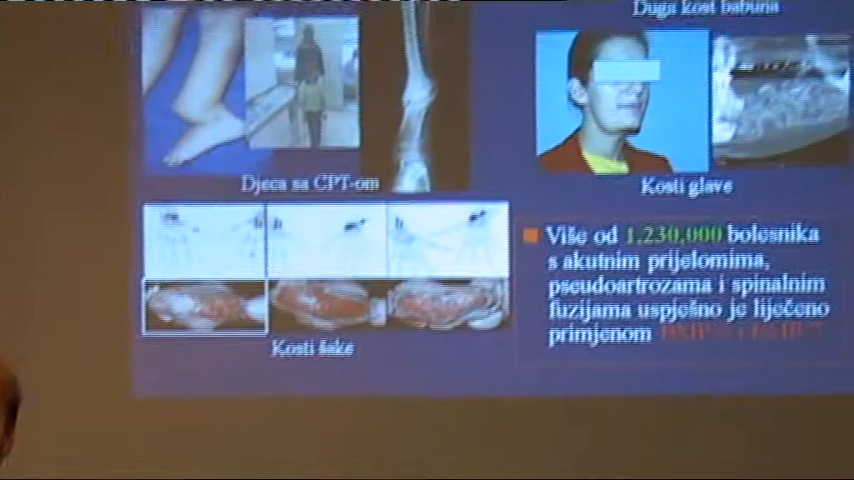 Duga kost babuna
Djeca sa CPT-om
Kosti glave
Kosti šake
Više od 1.230,000 bolesnika
s akutnim prijelomima,
pseudoartrozama i spinalnim
fuzijama uspješno je liječeno
primjenom